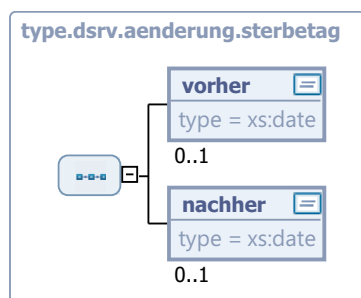 type.dsrv.aenderung.sterbetag
vorher
type = xs:date
0..1
nachher
type = xs:date
0..1